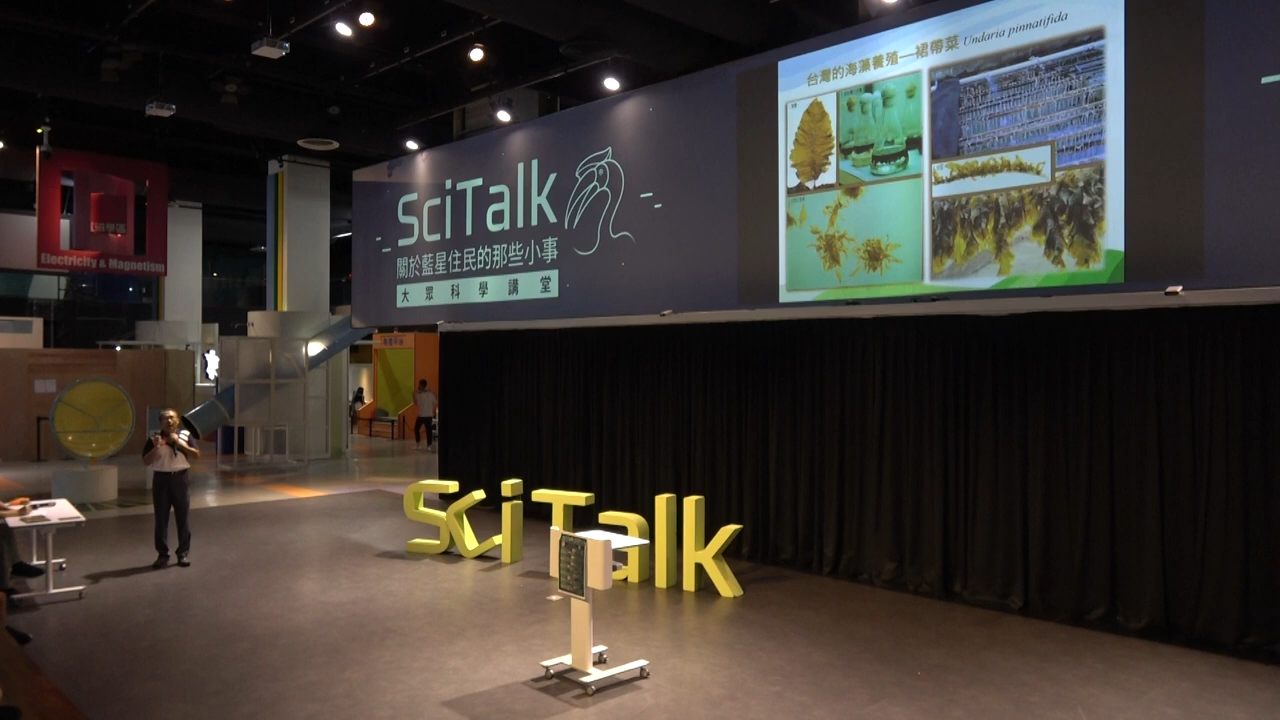 台灣的海藻養殖—裙帶菜 Undaria pinnatifida
SciTalk
關於藍星住民的那些小事
大眾科學講堂
Electricity & Magnetism
SciTalk